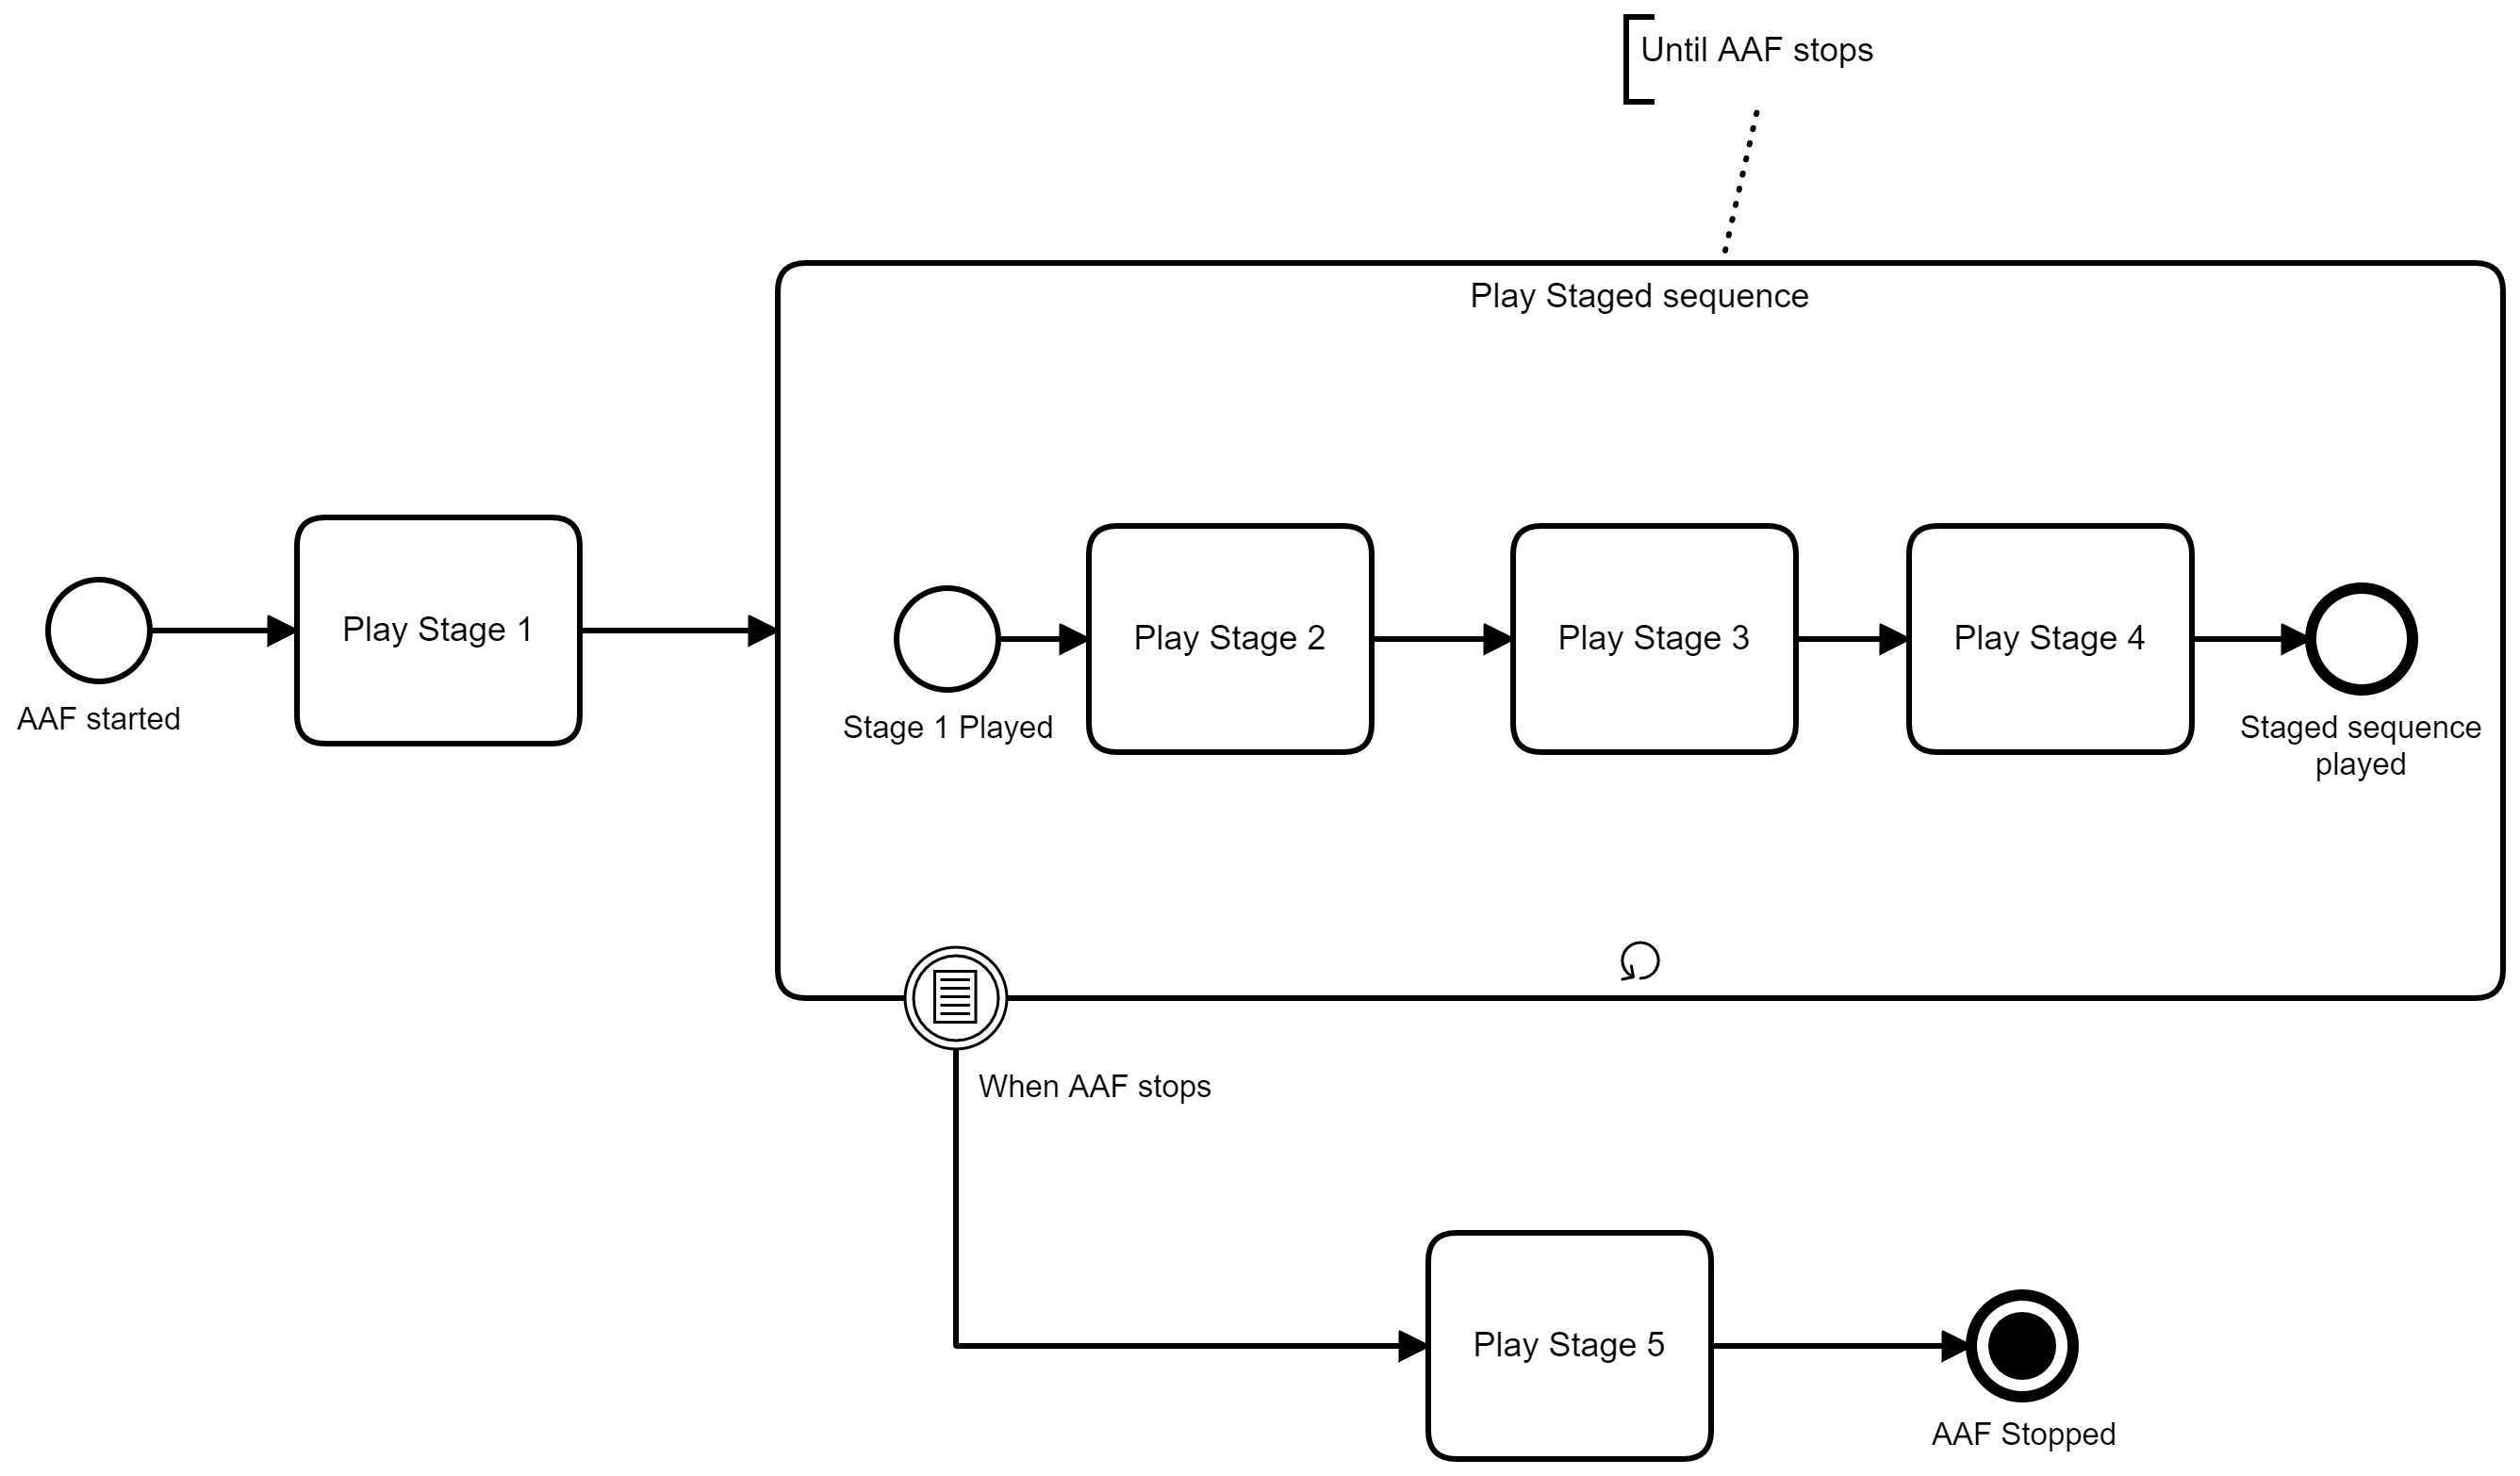 Until AAF stops
Play Staged sequence
AAF started
Play Stage 1
Stage 1 Played
Play Stage 2
Play Stage 3
Play Stage 4
Staged sequence
played
When AAF stops
Play Stage 5
AAF Stopped